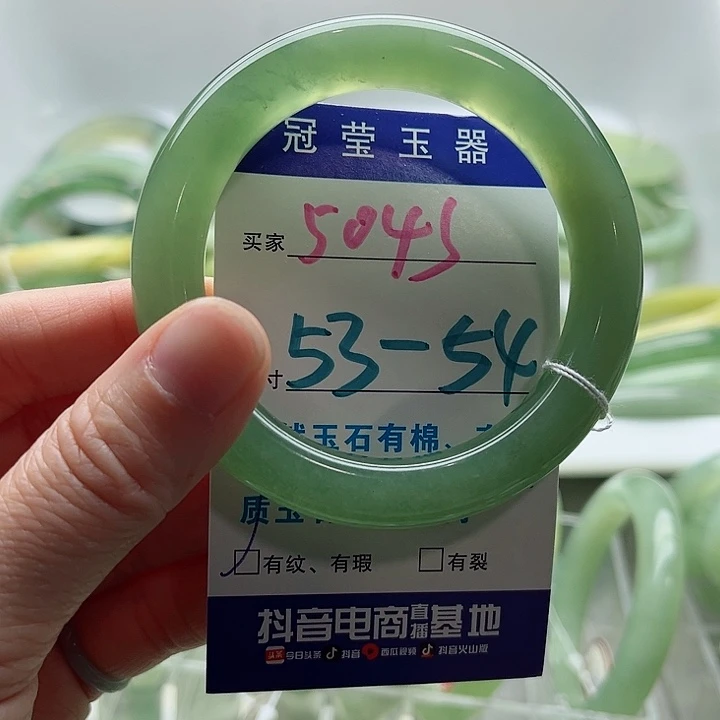 冠莹玉器
买家 5045
寸 53-54
玉石有棉、
质玉
有纹、有瑕 有裂
抖音电商直播基地
今日头条 抖音 西瓜视频 抖音火山版